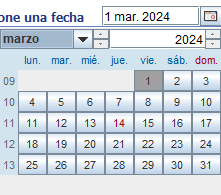 one una fecha 1 mar. 2024
marzo 2024
lun. mar. mié. jue. vie. sáb. dom.
09 1 2 3
10 4 5 6 7 8 9 10
11 11 12 13 14 15 16 17
12 18 19 20 21 22 23 24
13 25 26 27 28 29 30 31